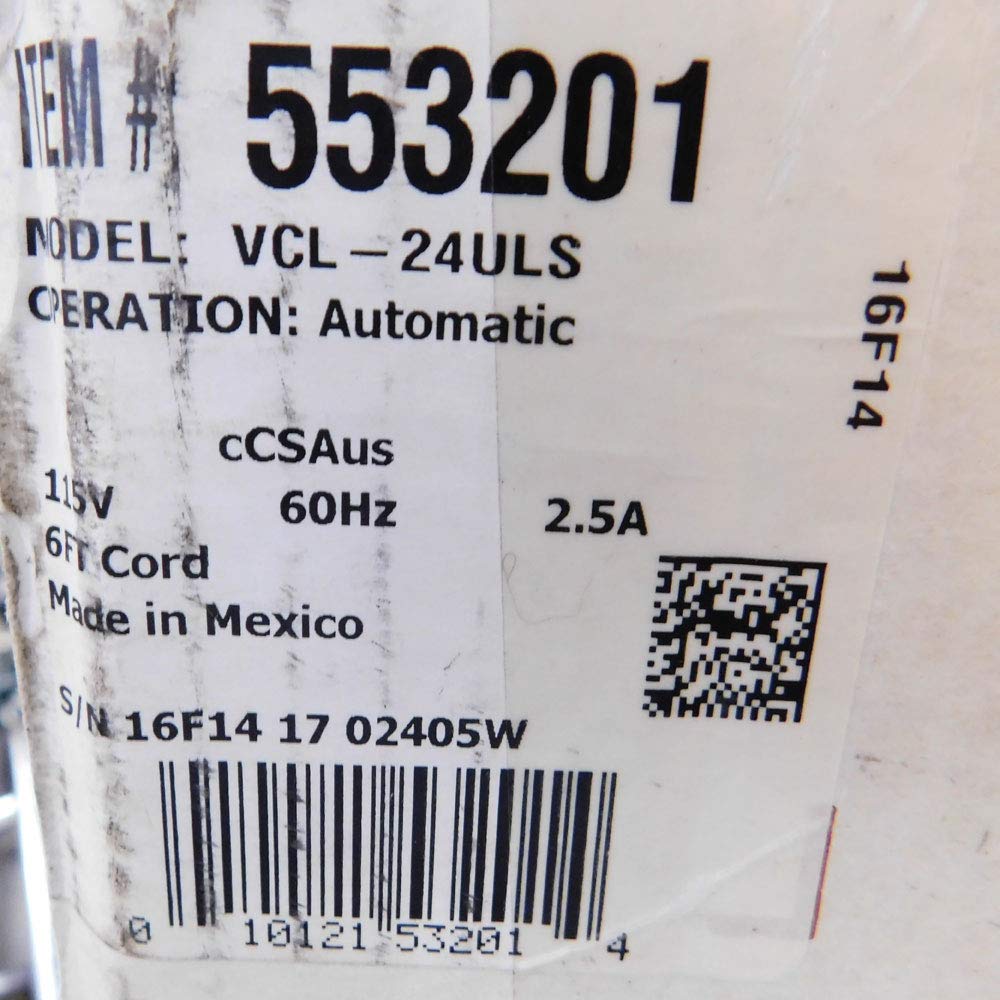 ITEM # 553201
MODEL: VCL-24ULS
OPERATION: Automatic
16F14
cCSAus
115V 60Hz 2.5A
6FT Cord
Made in Mexico
S/N 16F14 17 02405W
0 10121 53201 4